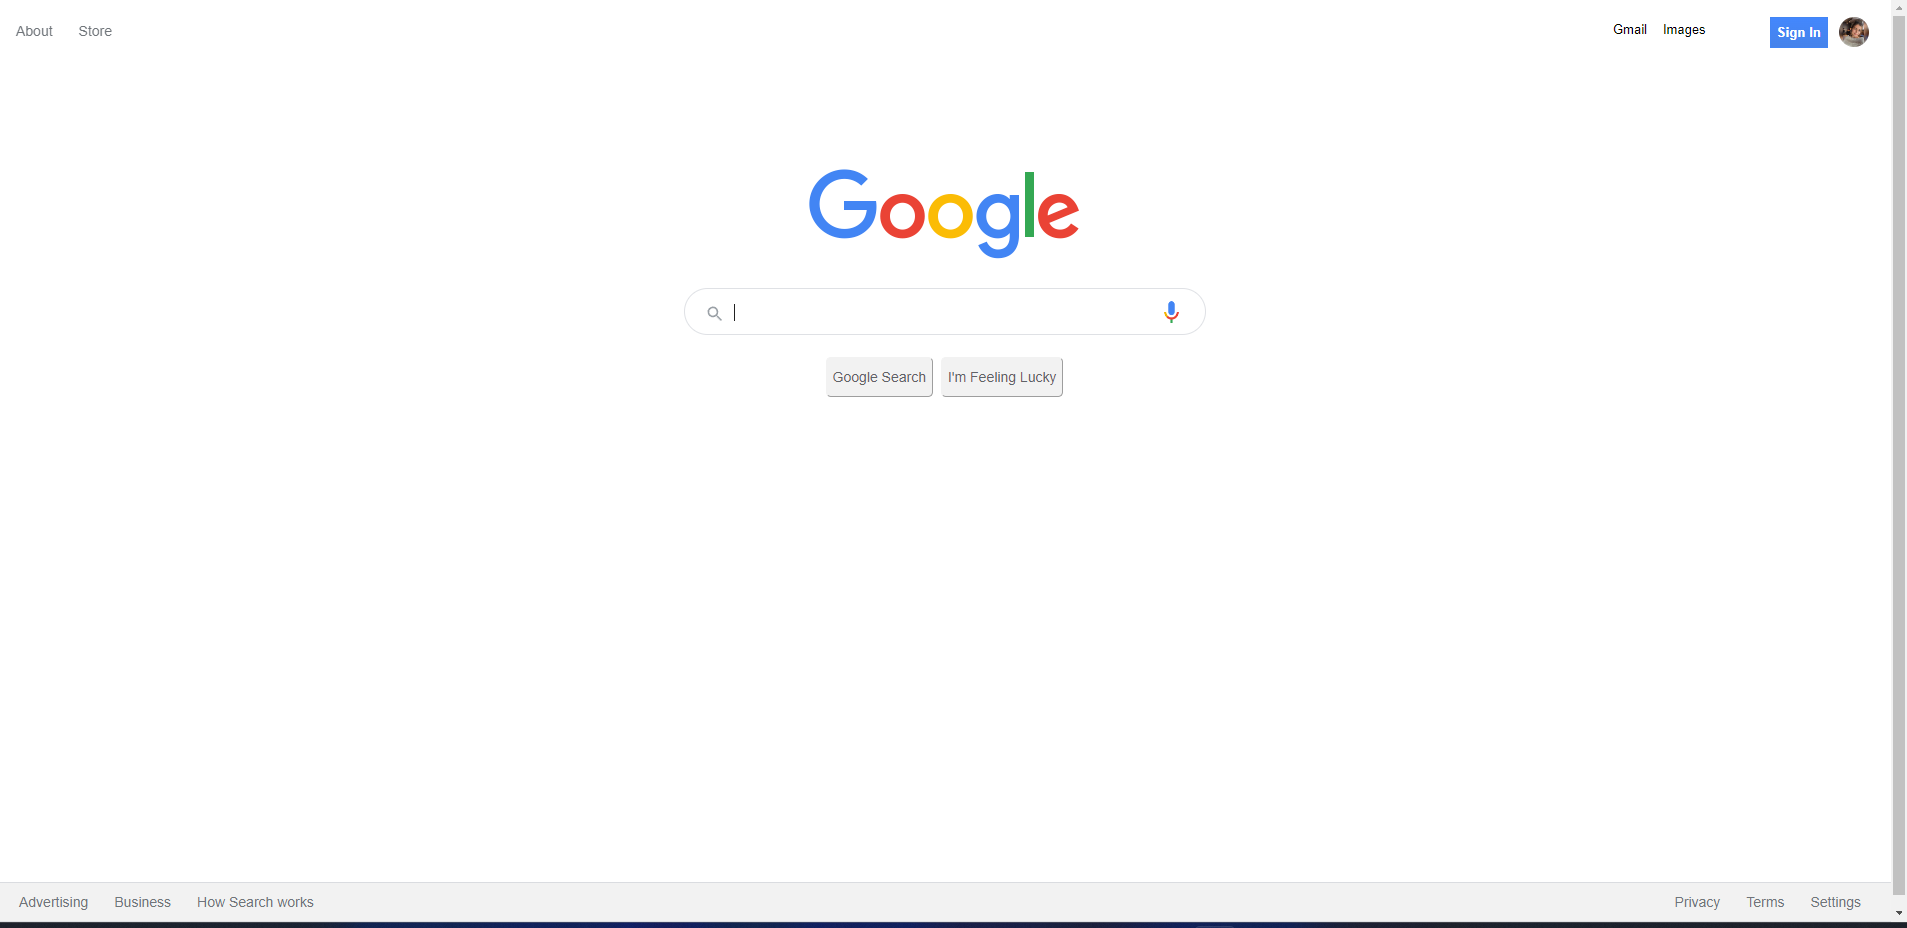 About Store Gmail Images Sign In
Google
Google Search I'm Feeling Lucky
Advertising Business How Search works Privacy Terms Settings